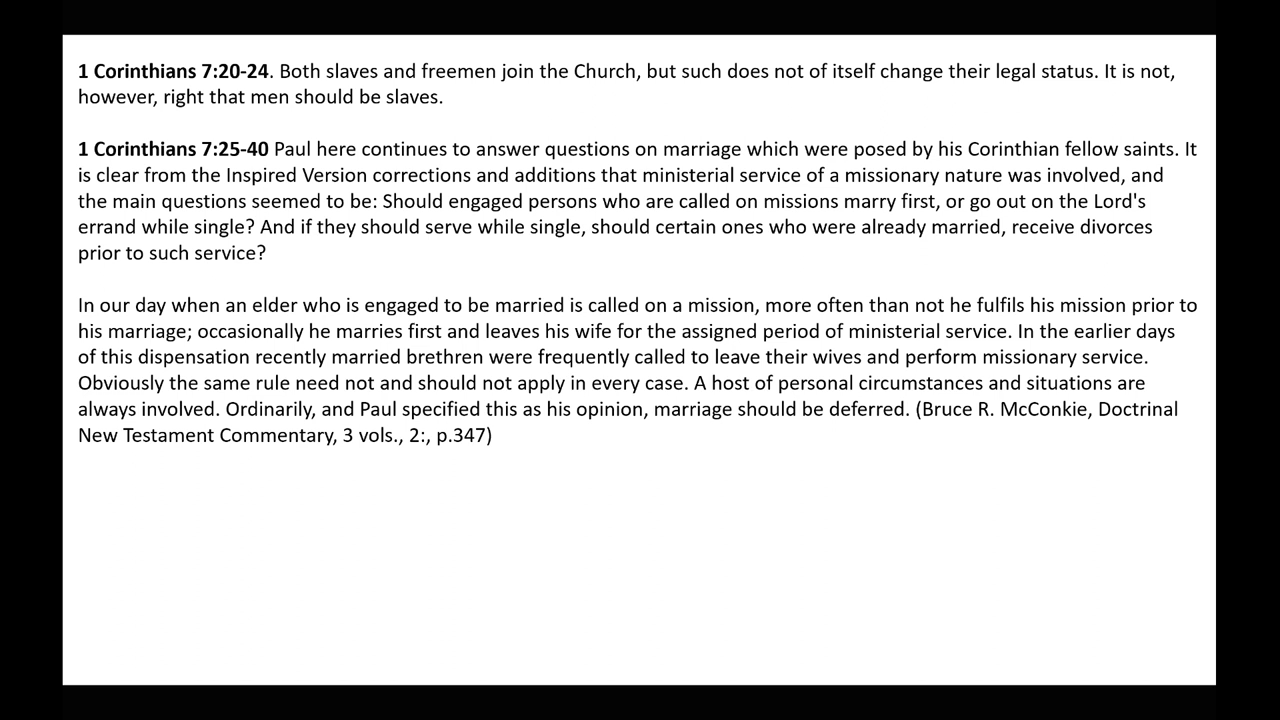 1 Corinthians 7:20-24. Both slaves and freemen join the Church, but such does not of itself change their legal status. It is not,
however, right that men should be slaves.
1 Corinthians 7:25-40 Paul here continues to answer questions on marriage which were posed by his Corinthian fellow saints. It
is clear from the Inspired Version corrections and additions that ministerial service of a missionary nature was involved, and
the main questions seemed to be: Should engaged persons who are called on missions marry first, or go out on the Lord's
errand while single? And if they should serve while single, should certain ones who were already married, receive divorces
prior to such service?
In our day when an elder who is engaged to be married is called on a mission, more often than not he fulfils his mission prior to
his marriage; occasionally he marries first and leaves his wife for the assigned period of ministerial service. In the earlier days
of this dispensation recently married brethren were frequently called to leave their wives and perform missionary service.
Obviously the same rule need not and should not apply in every case. A host of personal circumstances and situations are
always involved. Ordinarily, and Paul specified this as his opinion, marriage should be deferred. (Bruce R. McConkie, Doctrinal
New Testament Commentary, 3 vols., 2:, p.347)